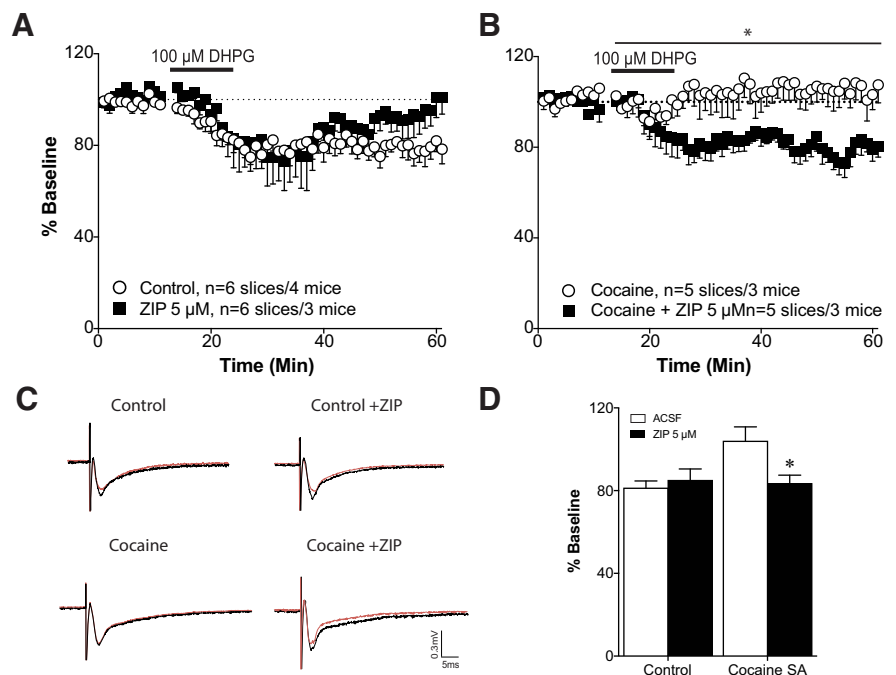 A
120
100 µM DHPG
80
40
0
% Baseline
Control, n=6 slices/4 mice
ZIP 5 µM, n=6 slices/3 mice
0
20
40
60
Time (Min)
B
*
120
100 µM DHPG
80
40
0
Cocaine, n=5 slices/3 mice
Cocaine + ZIP 5 µMn=5 slices/3 mice
0
20
40
60
Time (Min)
C
Control
Control +ZIP
Cocaine
Cocaine +ZIP
0.3mV
5ms
D
120
80
40
0
% Baseline
ACSF
ZIP 5 µM
*
Control
Cocaine SA